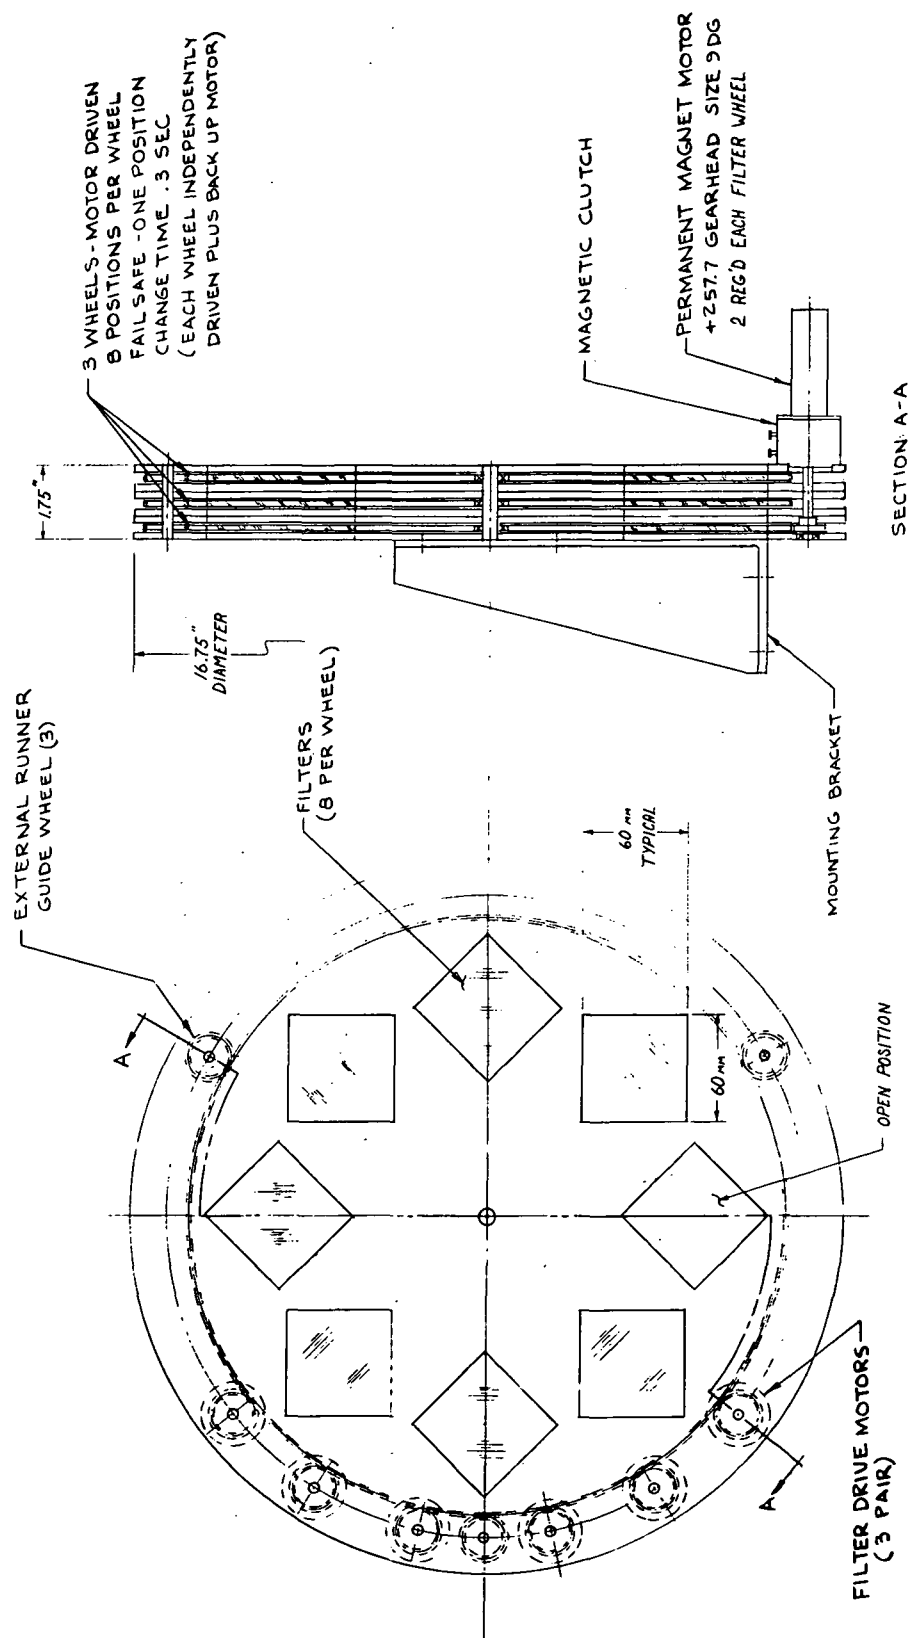 3 WHEELS - MOTOR DRIVEN
8 POSITIONS PER WHEEL
FAIL SAFE - ONE POSITION
CHANGE TIME .3 SEC
(EACH WHEEL INDEPENDENTLY
DRIVEN PLUS BACK UP MOTOR)
1.75"
16.75"
DIAMETER
MAGNETIC CLUTCH
PERMANENT MAGNET MOTOR
+257.7 GEARHEAD SIZE 9DG
2 REQ'D EACH FILTER WHEEL
SECTION: A-A
MOUNTING BRACKET
EXTERNAL RUNNER
GUIDE WHEEL (3)
FILTERS
(8 PER WHEEL)
60 MM
TYPICAL
60 MM
A
A
OPEN POSITION
FILTER DRIVE MOTORS
(3 PAIR)